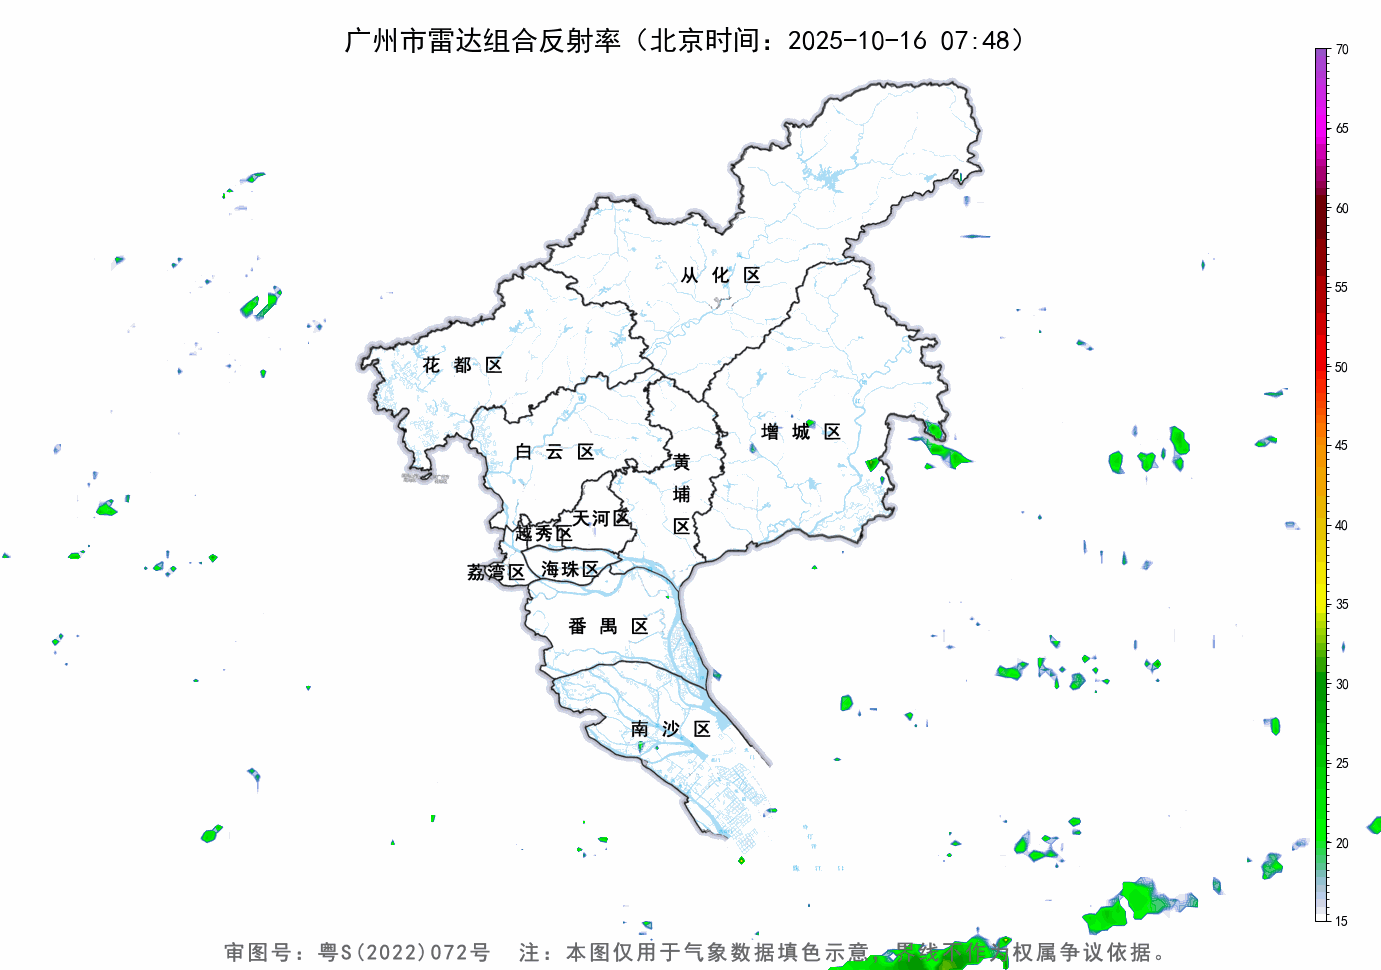 广州市雷达组合反射率（北京时间：2025-10-16 07:48）
70
65
60
55
50
45
40
35
30
25
20
15
从化区
花都区
增城区
白云区
黄埔区
天河区
越秀区
海珠区
荔湾区
番禺区
南沙区
审图号：粤S(2022)072号 注：本图仅用于气象数据填色示意，界线不作为权属争议依据。